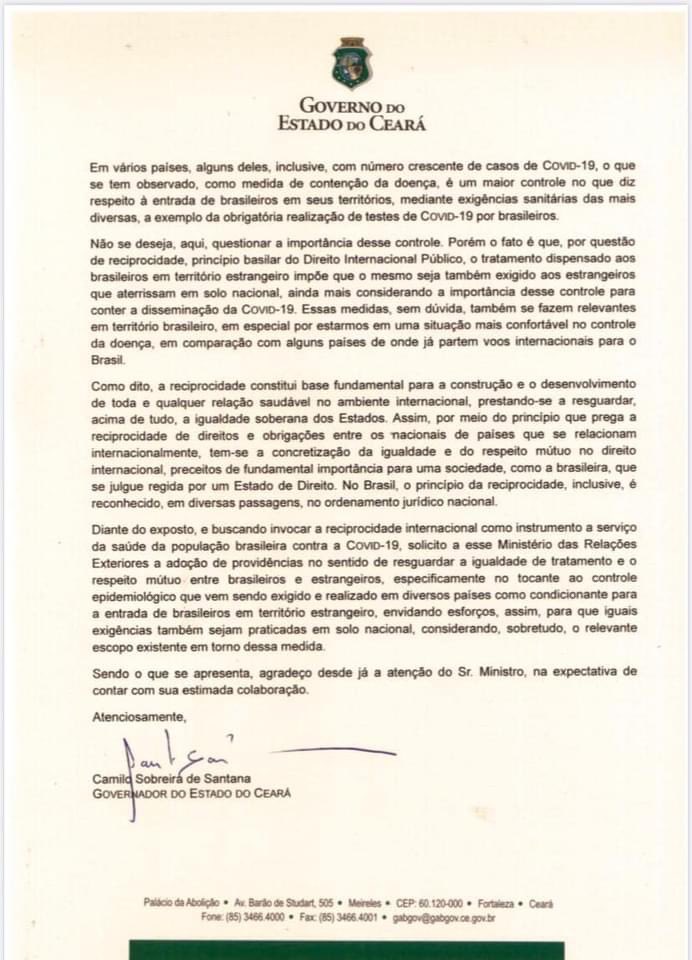 GOVERNO DO
ESTADO DO CEARÁ
Em vários países, alguns deles, inclusive, com número crescente de casos de COVID-19, o que
se tem observado, como medida de contenção da doença, é um maior controle no que diz
respeito à entrada de brasileiros em seus territórios, mediante exigências sanitárias das mais
diversas, a exemplo da obrigatória realização de testes de COVID-19 por brasileiros.
Não se deseja, aqui, questionar a importância desse controle. Porém o fato é que, por questão
de reciprocidade, princípio basilar do Direito Internacional Público, o tratamento dispensado aos
brasileiros em território estrangeiro impõe que o mesmo seja também exigido aos estrangeiros
que aterrissam em solo nacional, ainda mais considerando a importância desse controle para
conter a disseminação da COVID-19. Essas medidas, sem dúvida, também se fazem relevantes
em território brasileiro, em especial por estarmos em uma situação mais confortável no controle
da doença, em comparação com alguns países de onde já partem voos internacionais para o
Brasil.
Como dito, a reciprocidade constitui base fundamental para a construção e o desenvolvimento
de toda e qualquer relação saudável no ambiente internacional, prestando-se a resguardar,
acima de tudo, a igualdade soberana dos Estados. Assim, por meio do princípio que prega a
reciprocidade de direitos e obrigações entre os nacionais de países que se relacionam
internacionalmente, tem-se a concretização da igualdade e do respeito mútuo no direito
internacional, preceitos de fundamental importância para uma sociedade, como a brasileira, que
se julgue regida por um Estado de Direito. No Brasil, o princípio da reciprocidade, inclusive, é
reconhecido, em diversas passagens, no ordenamento jurídico nacional.
Diante do exposto, e buscando invocar a reciprocidade internacional como instrumento a serviço
da saúde da população brasileira contra a COVID-19, solicito a esse Ministério das Relações
Exteriores a adoção de providências no sentido de resguardar a igualdade de tratamento e o
respeito mútuo entre brasileiros e estrangeiros, especificamente no tocante ao controle
epidemiológico que vem sendo exigido e realizado em diversos países como condicionante para
a entrada de brasileiros em território estrangeiro, envidando esforços, assim, para que iguais
exigências também sejam praticadas em solo nacional, considerando, sobretudo, o relevante
escopo existente em torno dessa medida.
Sendo o que se apresenta, agradeço desde já a atenção do Sr. Ministro, na expectativa de
contar com sua estimada colaboração.
Atenciosamente,
Camilo Sobreira de Santana
GOVERNADOR DO ESTADO DO CEARÁ
Palácio da Abolição • Av. Barão de Studart, 505 • Meireles • CEP: 60.120-000 • Fortaleza • Ceará
Fone: (85) 3466.4000 • Fax: (85) 3466.4001 • gabgov@gabgov.ce.gov.br